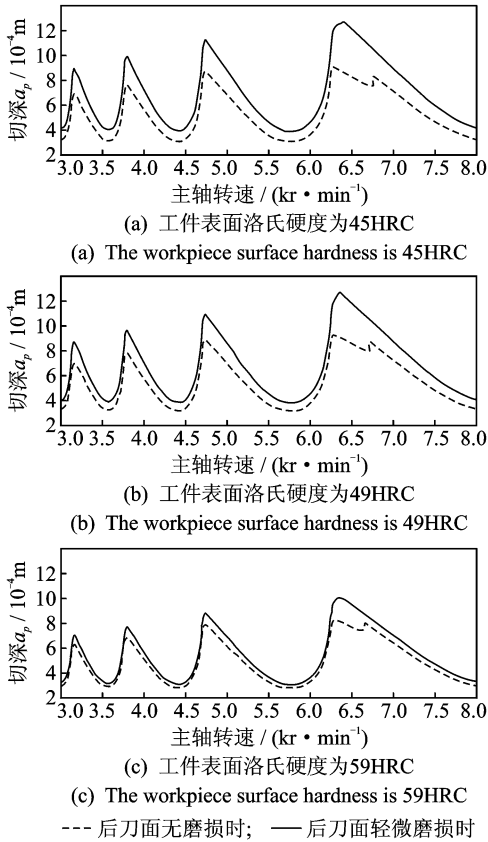 切深aₚ / 10⁻⁴m
12
10
8
6
4
2
3.0 3.5 4.0 4.5 5.0 5.5 6.0 6.5 7.0 7.5 8.0
主轴转速 / (kr·min⁻¹)
(a) 工件表面洛氏硬度为45HRC
(a) The workpiece surface hardness is 45HRC
切深aₚ / 10⁻⁴m
12
10
8
6
4
2
3.0 3.5 4.0 4.5 5.0 5.5 6.0 6.5 7.0 7.5 8.0
主轴转速 / (kr·min⁻¹)
(b) 工件表面洛氏硬度为49HRC
(b) The workpiece surface hardness is 49HRC
切深aₚ / 10⁻⁴m
12
10
8
6
4
2
3.0 3.5 4.0 4.5 5.0 5.5 6.0 6.5 7.0 7.5 8.0
主轴转速 / (kr·min⁻¹)
(c) 工件表面洛氏硬度为59HRC
(c) The workpiece surface hardness is 59HRC
后刀面无磨损时; 后刀面轻微磨损时